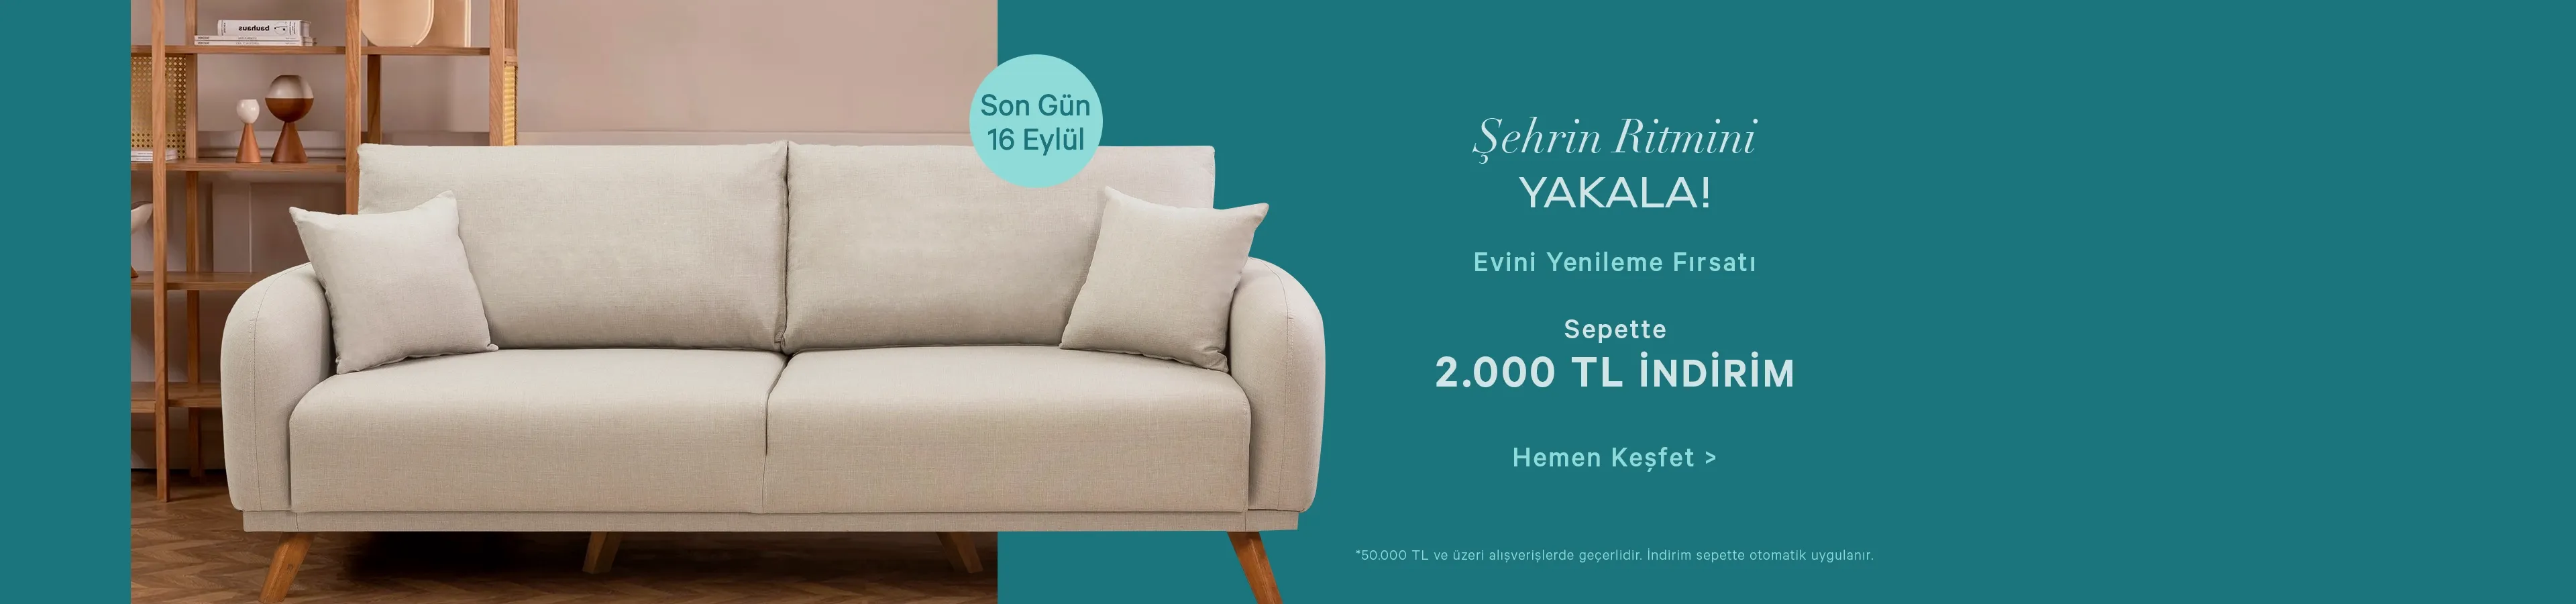 bauhaus
Son Gün
16 Eylül
Şehrin Ritmini
YAKALA!
Evini Yenileme Fırsatı
Sepette
2.000 TL İNDİRİM
Hemen Keşfet >
*50.000 TL ve üzeri alışverişlerde geçerlidir. İndirim sepette otomatik uygulanır.